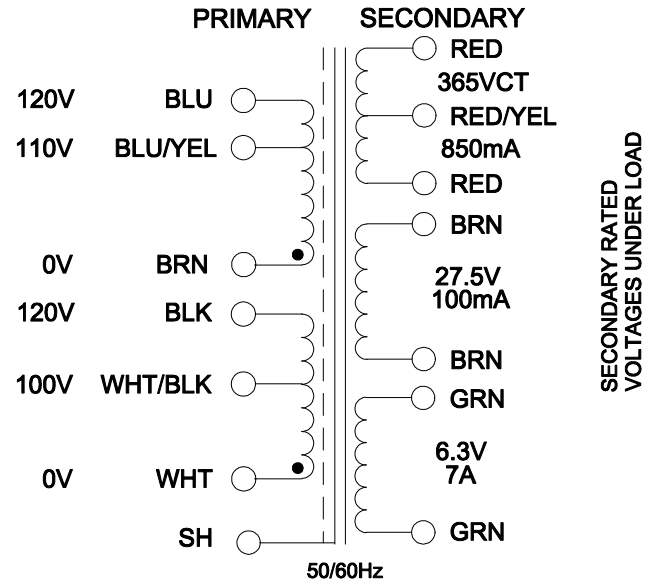 PRIMARY SECONDARY
RED
365VCT
120V BLU
RED/YEL
110V BLU/YEL
850mA
RED
BRN
0V BRN
27.5V
100mA
120V BLK
BRN
100V WHT/BLK
GRN
6.3V
7A
0V WHT
GRN
SH
50/60Hz
SECONDARY RATED
VOLTAGES UNDER LOAD